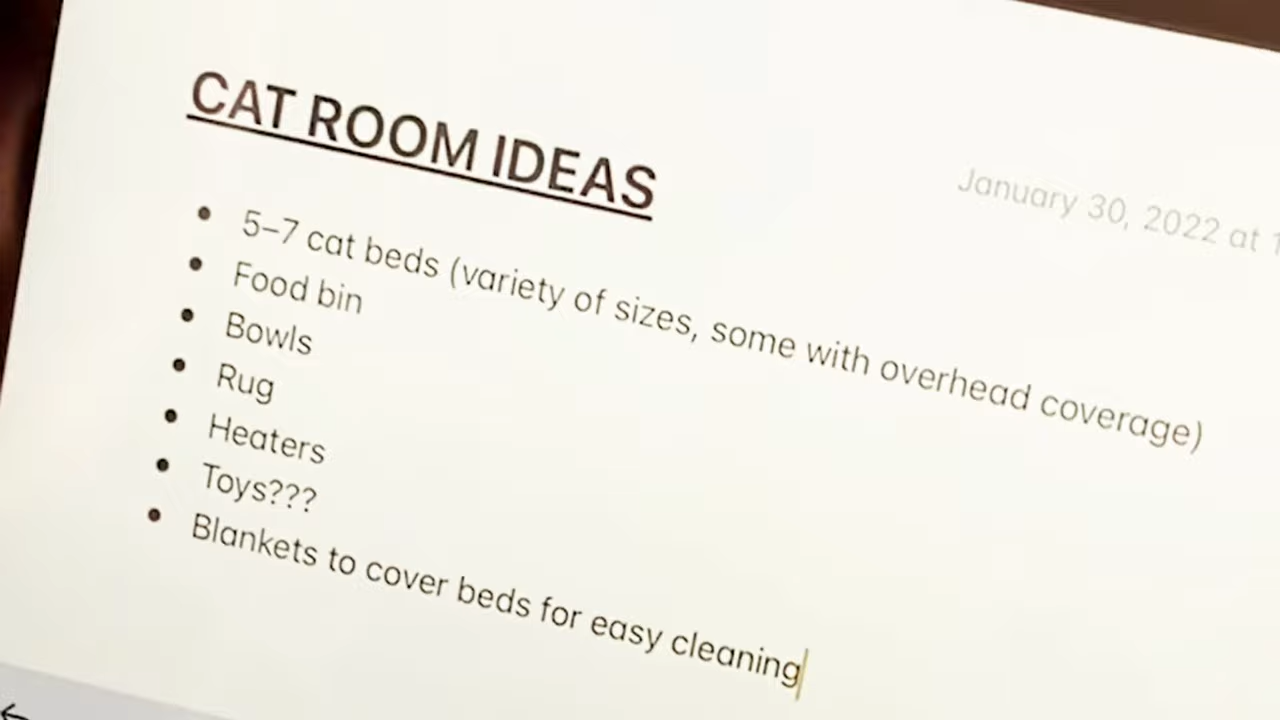 CAT ROOM IDEAS
January 30, 2022 at
• 5–7 cat beds (variety of sizes, some with overhead coverage)
• Food bin
• Bowls
• Rug
• Heaters
• Toys???
• Blankets to cover beds for easy cleaning